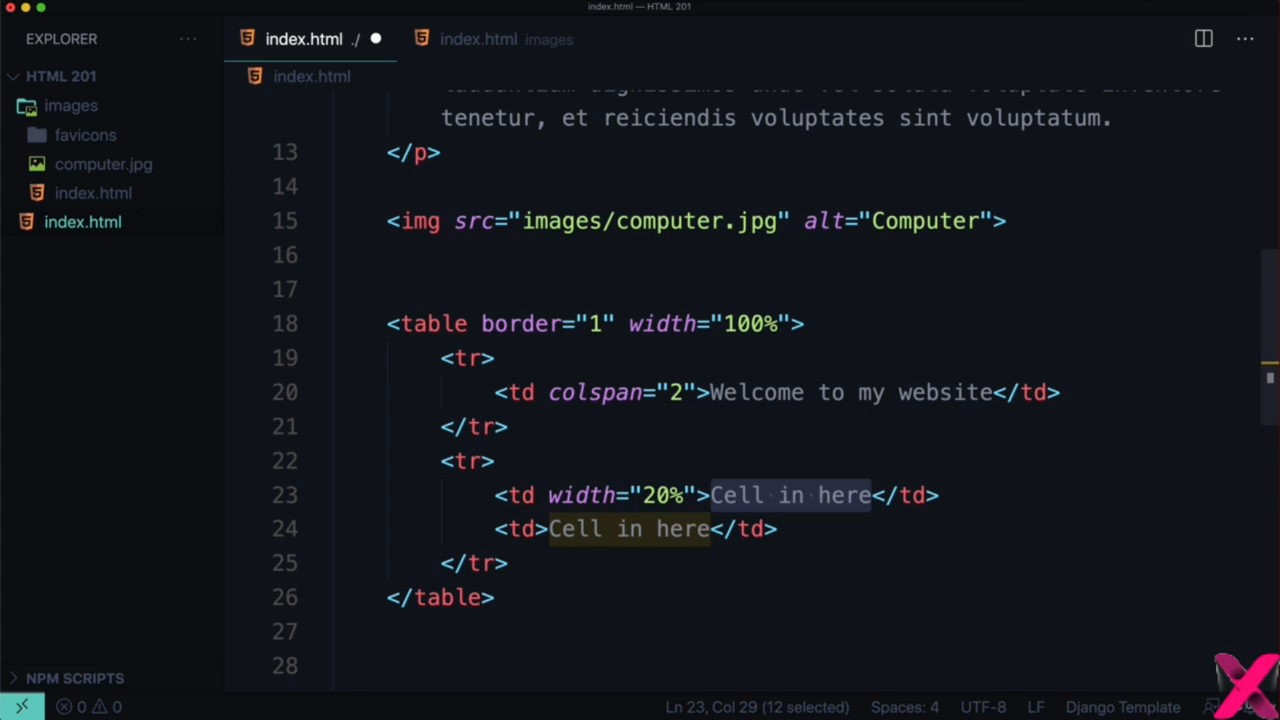 index.html — HTML 201
EXPLORER ···
index.html ./
index.html images
···
HTML 201
index.html
images
favicons
computer.jpg
index.html
index.html
tenetur, et reiciendis voluptates sint voluptatum.
13 </p>
14
15 <img src="images/computer.jpg" alt="Computer">
16
17
18 <table border="1" width="100%">
19 <tr>
20 <td colspan="2">Welcome to my website</td>
21 </tr>
22 <tr>
23 <td width="20%">Cell in here</td>
24 <td>Cell in here</td>
25 </tr>
26 </table>
27
28
NPM SCRIPTS
0 0
Ln 23, Col 29 (12 selected) Spaces: 4 UTF-8 LF Django Template
X